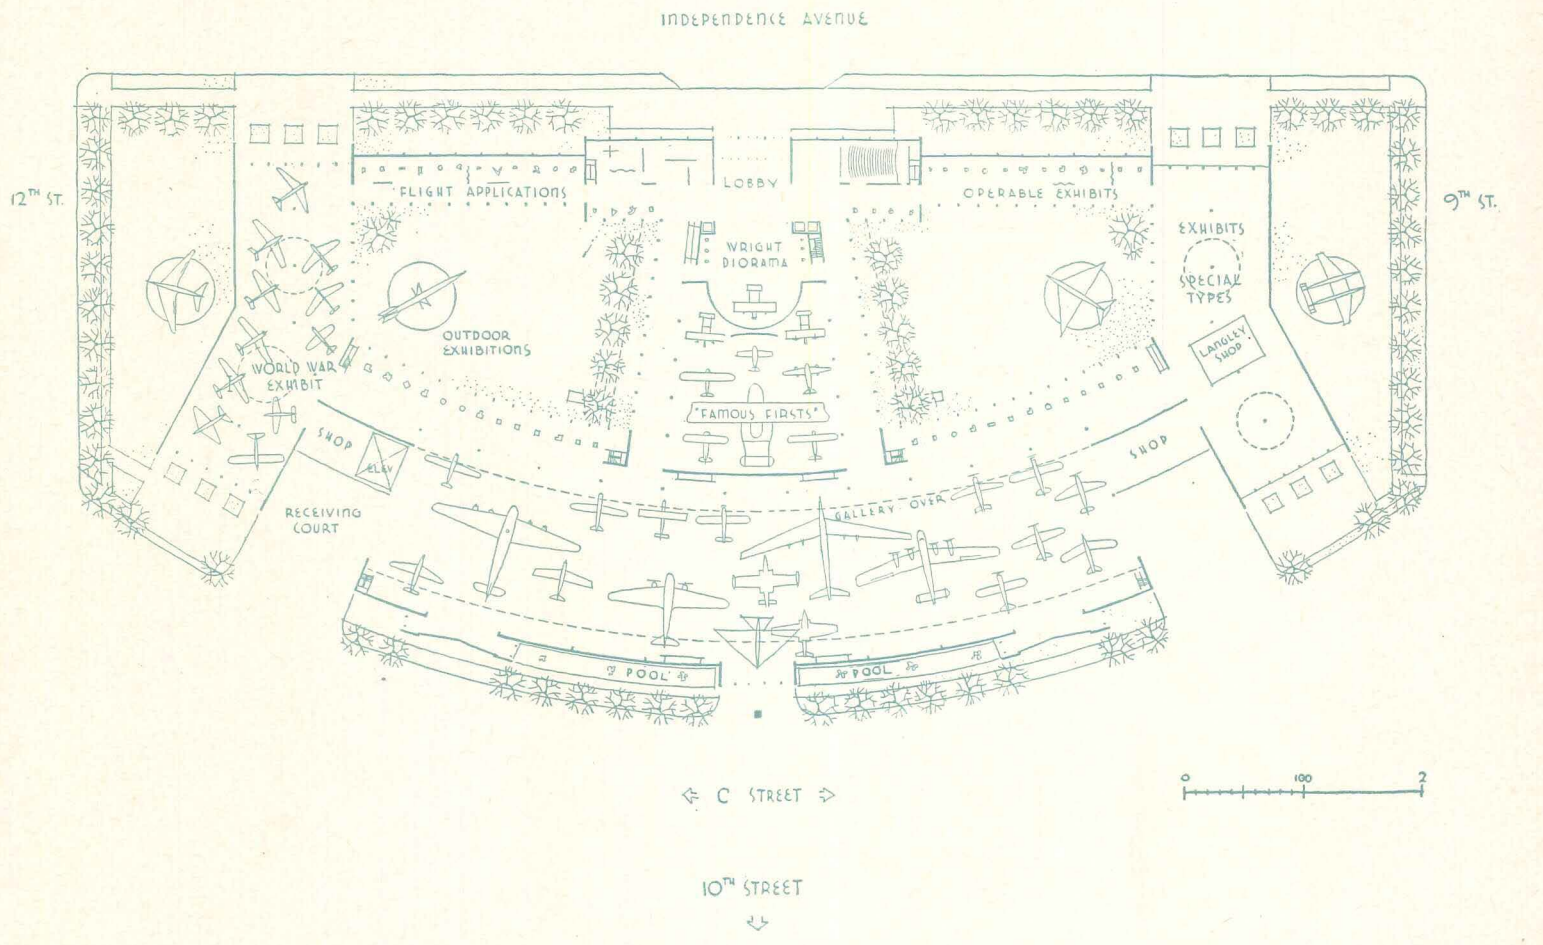 INDEPENDENCE AVENUE
12TH ST.
9TH ST.
LOBBY
FLIGHT APPLICATIONS
OPERABLE EXHIBITS
WRIGHT
DIORAMA
EXHIBITS
SPECIAL
TYPES
OUTDOOR
EXHIBITIONS
LANGLEY
SHOP
WORLD WAR
EXHIBIT
"FAMOUS FIRSTS"
SHOP
ELEV
SHOP
RECEIVING
COURT
GALLERY OVER
POOL
POOL
C STREET
0 100 2
10TH STREET